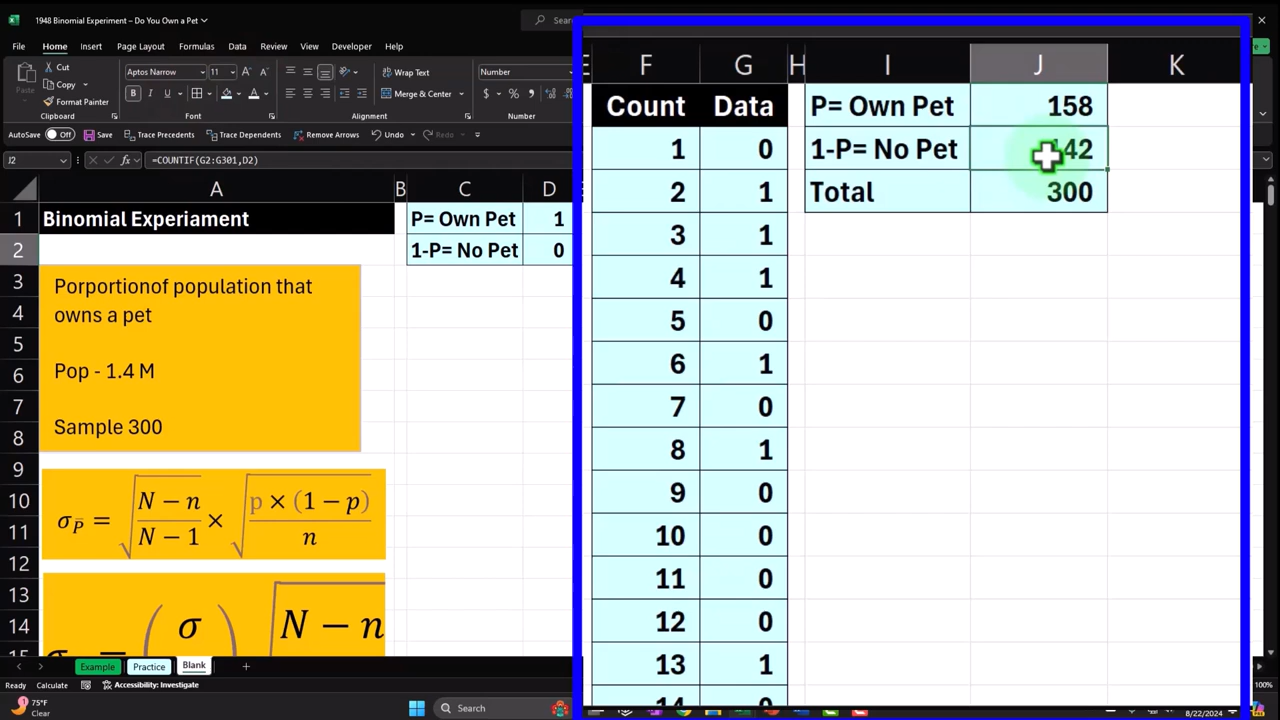 1948 Binomial Experiment – Do You Own a Pet
Sea
File Home Insert Page Layout Formulas Data Review View Developer Help
Cut
Copy
Format Painter
Paste
Aptos Narrow 11
B I U
Wrap Text
Merge & Center
Number
Clipboard Font Alignment
AutoSave Off Save Trace Precedents Trace Dependents Remove Arrows Undo
J2 fx =COUNTIF(G2:G301,D2)
A B C D
1 Binomial Experiament P= Own Pet 1
2 1-P= No Pet 0
3
4
5
6
7
8
9
10
11
12
13
14
15
Porportionof population that
owns a pet
Pop - 1.4 M
Sample 300
σP̄ = √(N − n / N − 1) × √(p × (1 − p) / n)
σ N − n
E F G H I J K
Count Data P= Own Pet 158
1 0 1-P= No Pet 142
2 1 Total 300
3 1
4 1
5 0
6 1
7 0
8 1
9 0
10 0
11 0
12 0
13 1
14 0
Example Practice Blank
Ready Calculate Accessibility: Investigate
100%
75°F
Clear
Search
8/22/2024